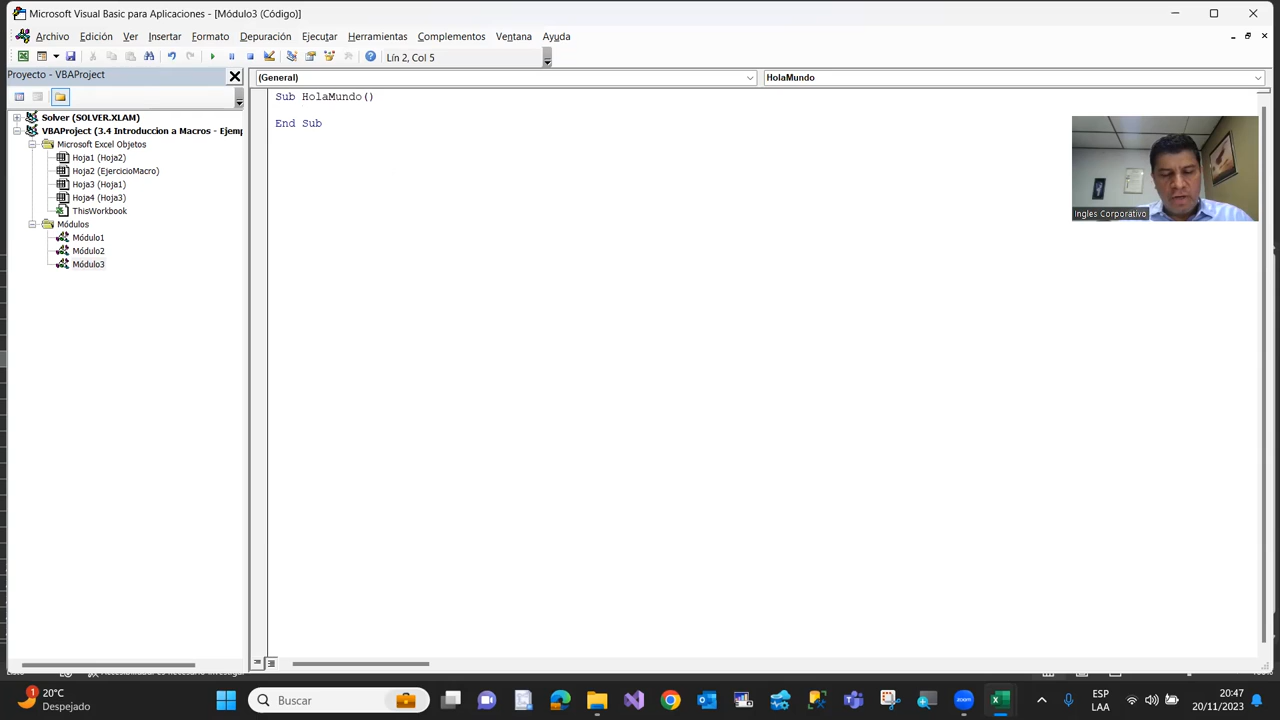 Microsoft Visual Basic para Aplicaciones - [Módulo3 (Código)]
Archivo Edición Ver Insertar Formato Depuración Ejecutar Herramientas Complementos Ventana Ayuda
Lín 2, Col 5
Proyecto - VBAProject
(General)
HolaMundo
Sub HolaMundo()
End Sub
Solver (SOLVER.XLAM)
VBAProject (3.4 Introduccion a Macros - Ejemp
Microsoft Excel Objetos
Hoja1 (Hoja2)
Hoja2 (EjercicioMacro)
Hoja3 (Hoja1)
Hoja4 (Hoja3)
ThisWorkbook
Módulos
Módulo1
Módulo2
Módulo3
Ingles Corporativo
1
20°C
Despejado
Buscar
ESP
LAA
20:47
20/11/2023